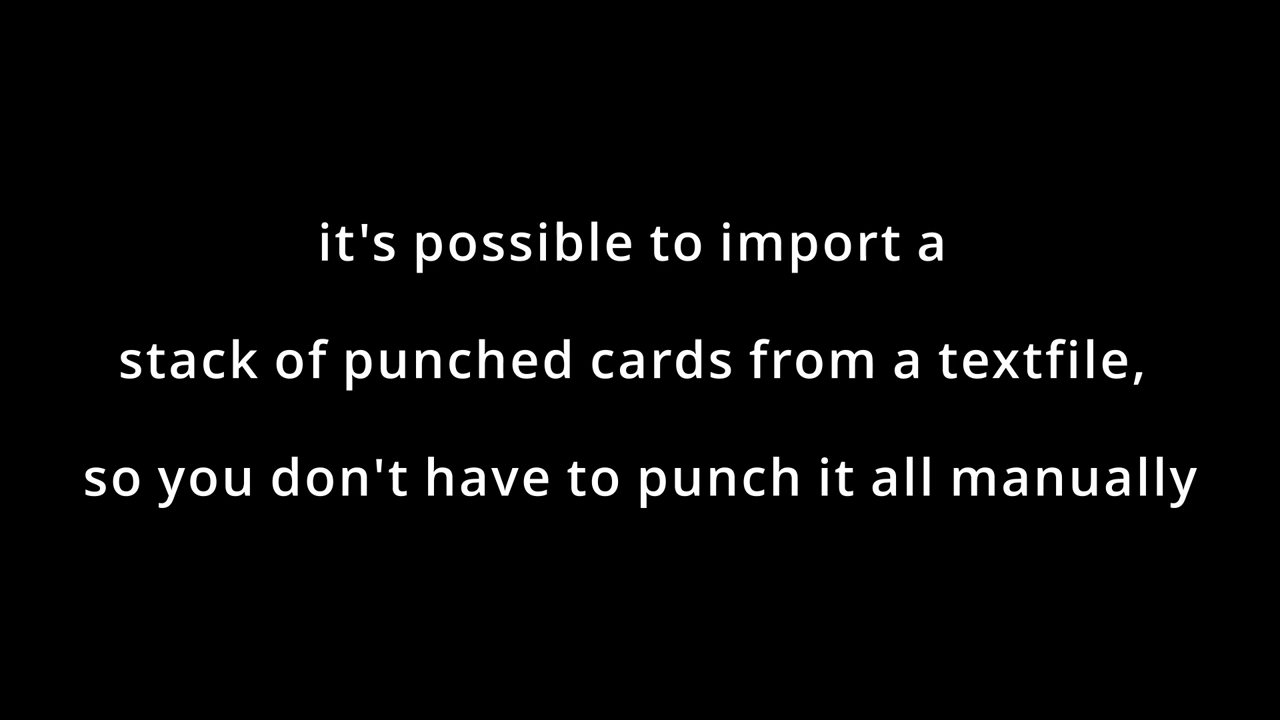 it's possible to import a
stack of punched cards from a textfile,
so you don't have to punch it all manually